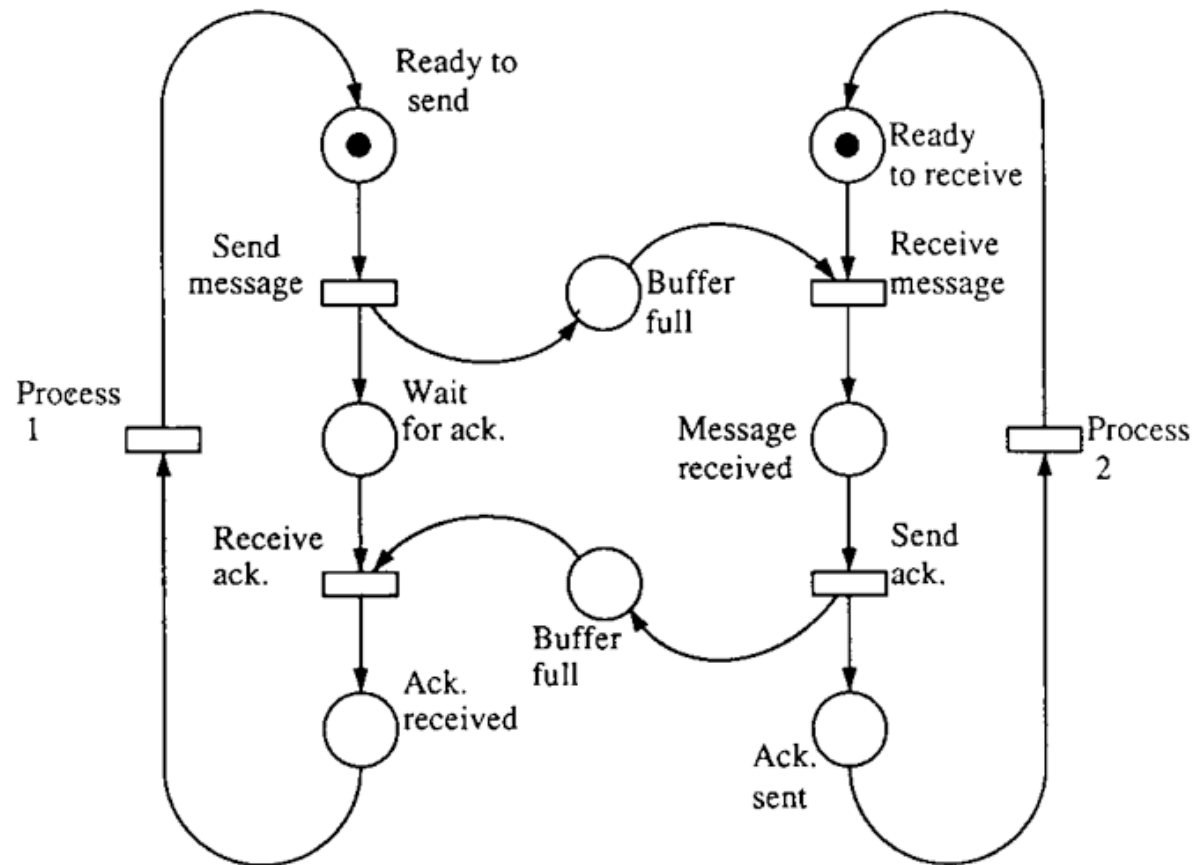 Ready to
send
Ready
to receive
Send
message
Buffer
full
Receive
message
Process
1
Wait
for ack.
Message
received
Process
2
Receive
ack.
Buffer
full
Send
ack.
Ack.
received
Ack.
sent